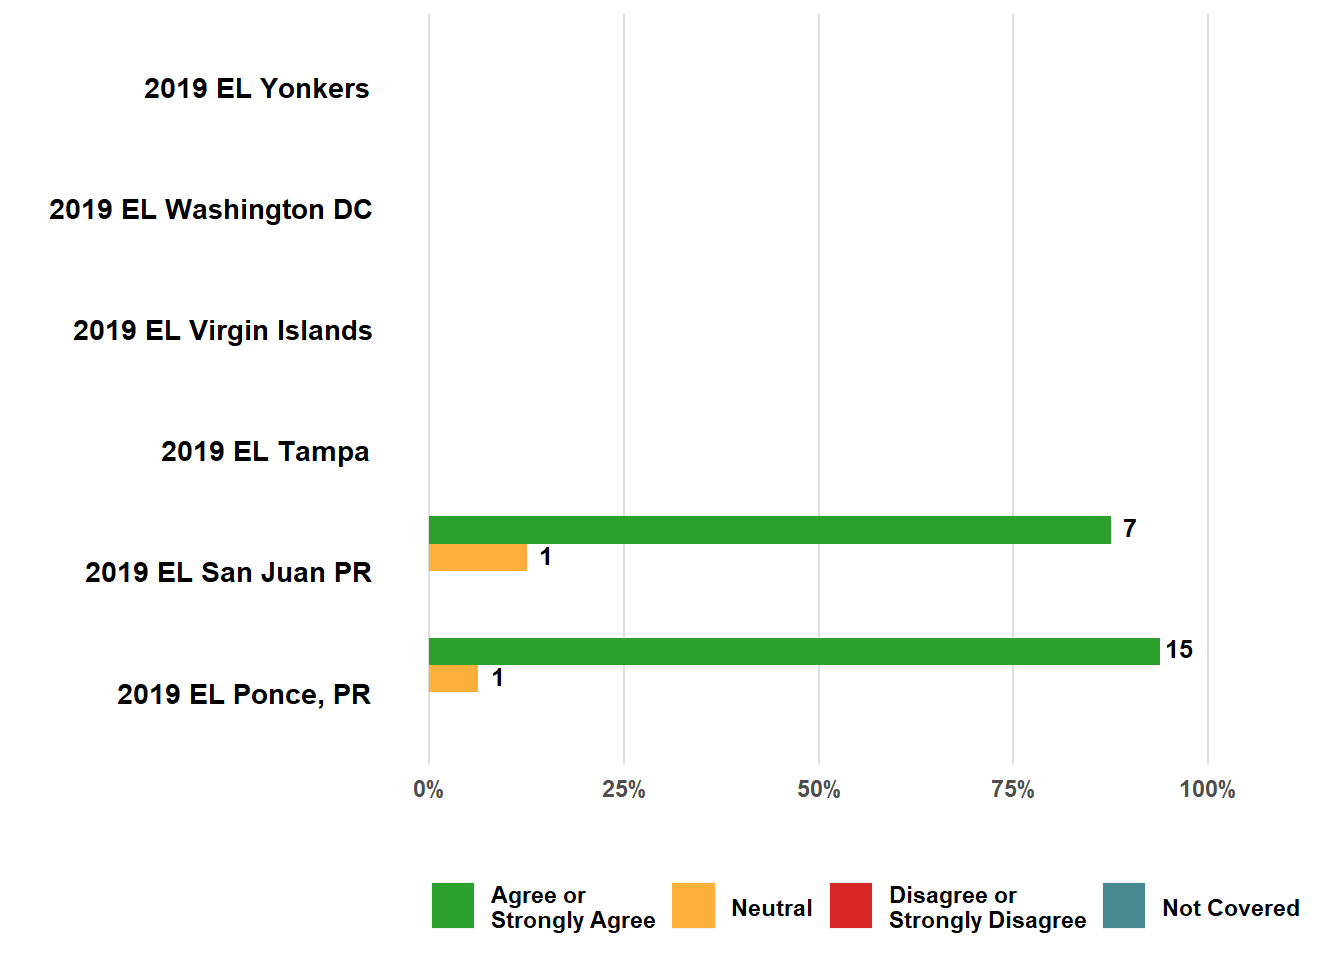 2019 EL Yonkers
2019 EL Washington DC
2019 EL Virgin Islands
2019 EL Tampa
7
1
2019 EL San Juan PR
15
1
2019 EL Ponce, PR
0% 25% 50% 75% 100%
Agree or
Strongly Agree
Neutral
Disagree or
Strongly Disagree
Not Covered